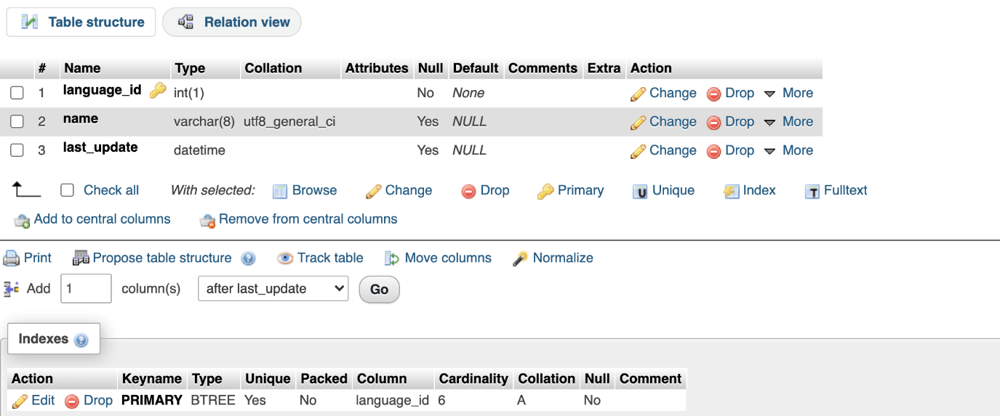 Table structure Relation view
# Name Type Collation Attributes Null Default Comments Extra Action
1 language_id int(1) No None Change Drop More
2 name varchar(8) utf8_general_ci Yes NULL Change Drop More
3 last_update datetime Yes NULL Change Drop More
Check all With selected: Browse Change Drop Primary Unique Index Fulltext
Add to central columns Remove from central columns
Print Propose table structure Track table Move columns Normalize
Add 1 column(s) after last_update Go
Indexes
Action Keyname Type Unique Packed Column Cardinality Collation Null Comment
Edit Drop PRIMARY BTREE Yes No language_id 6 A No